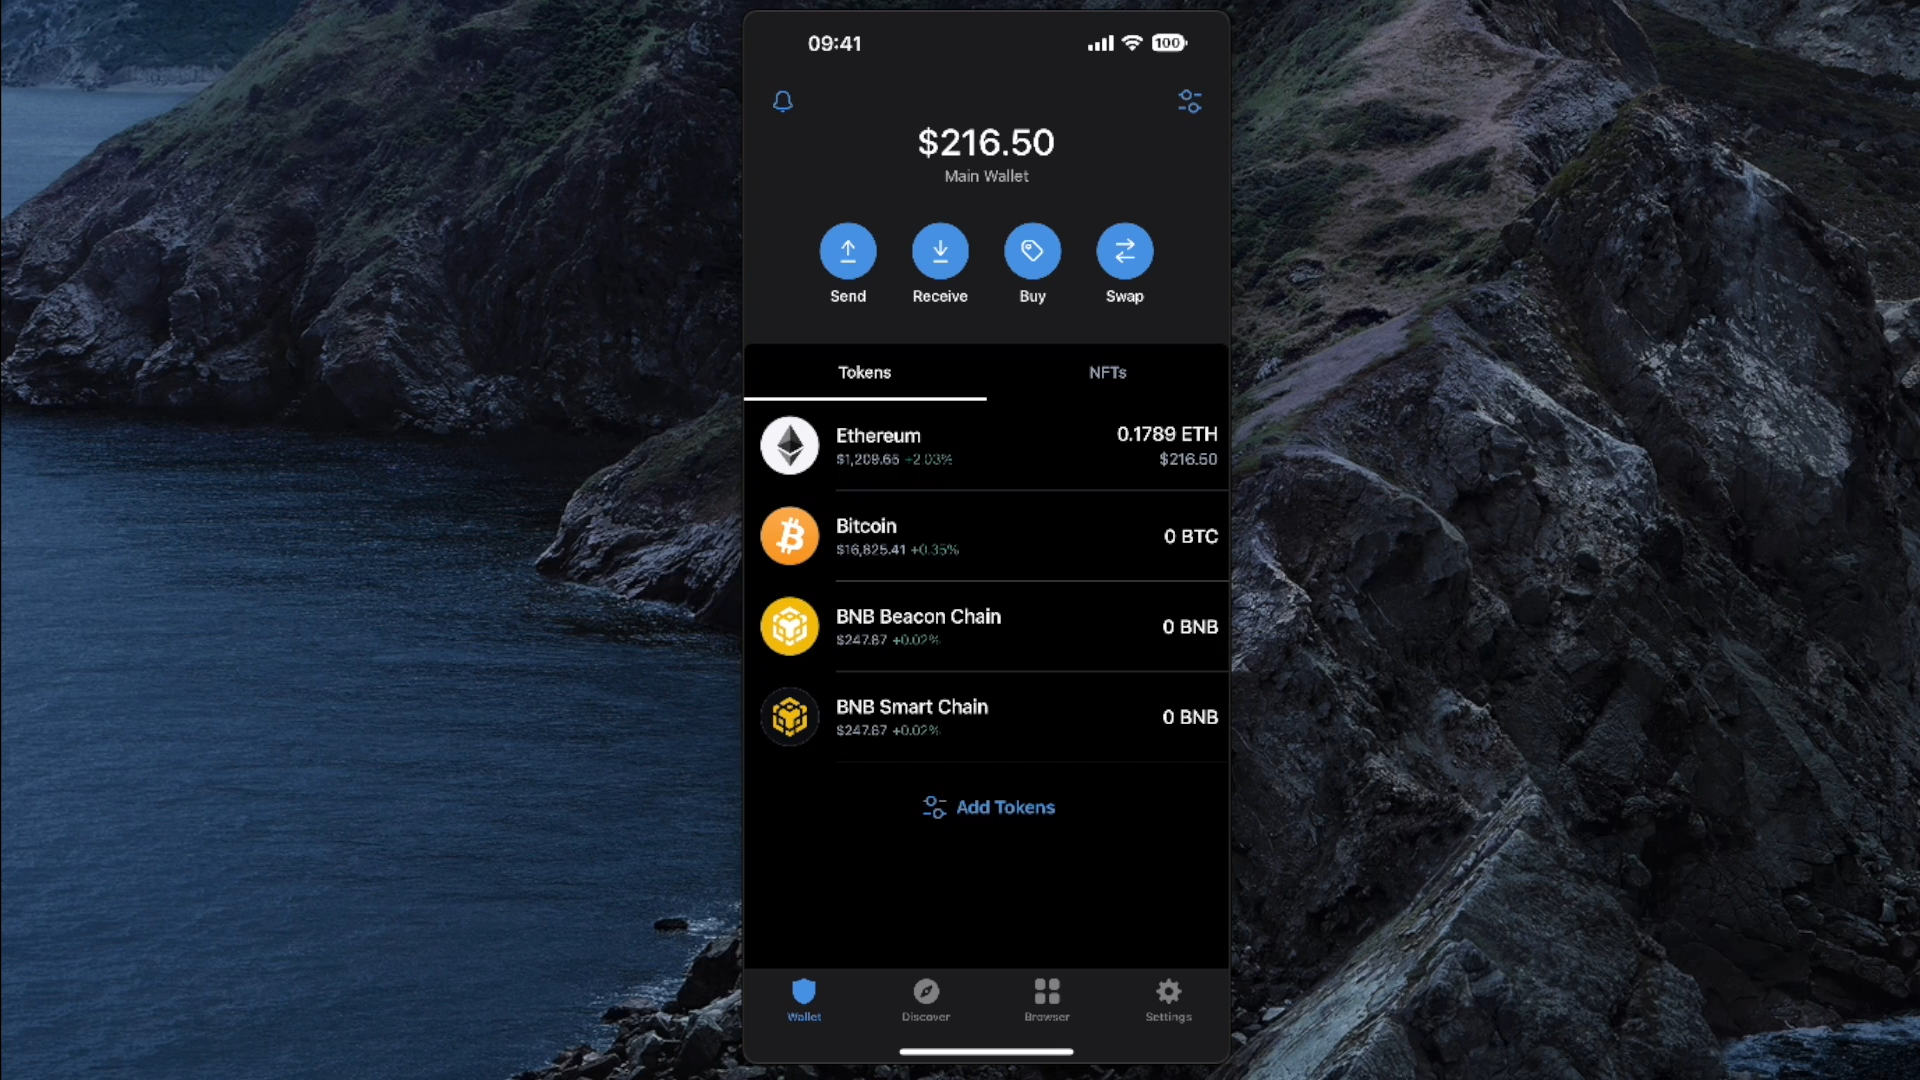 09:41
100
$216.50
Main Wallet
Send
Receive
Buy
Swap
Tokens
NFTs
Ethereum
0.1789 ETH
$1,209.65 +2.03%
$216.50
Bitcoin
$16,825.41 +0.35%
0 BTC
BNB Beacon Chain
$247.87 +0.02%
0 BNB
BNB Smart Chain
$247.87 +0.02%
0 BNB
Add Tokens
Wallet
Discover
Browser
Settings